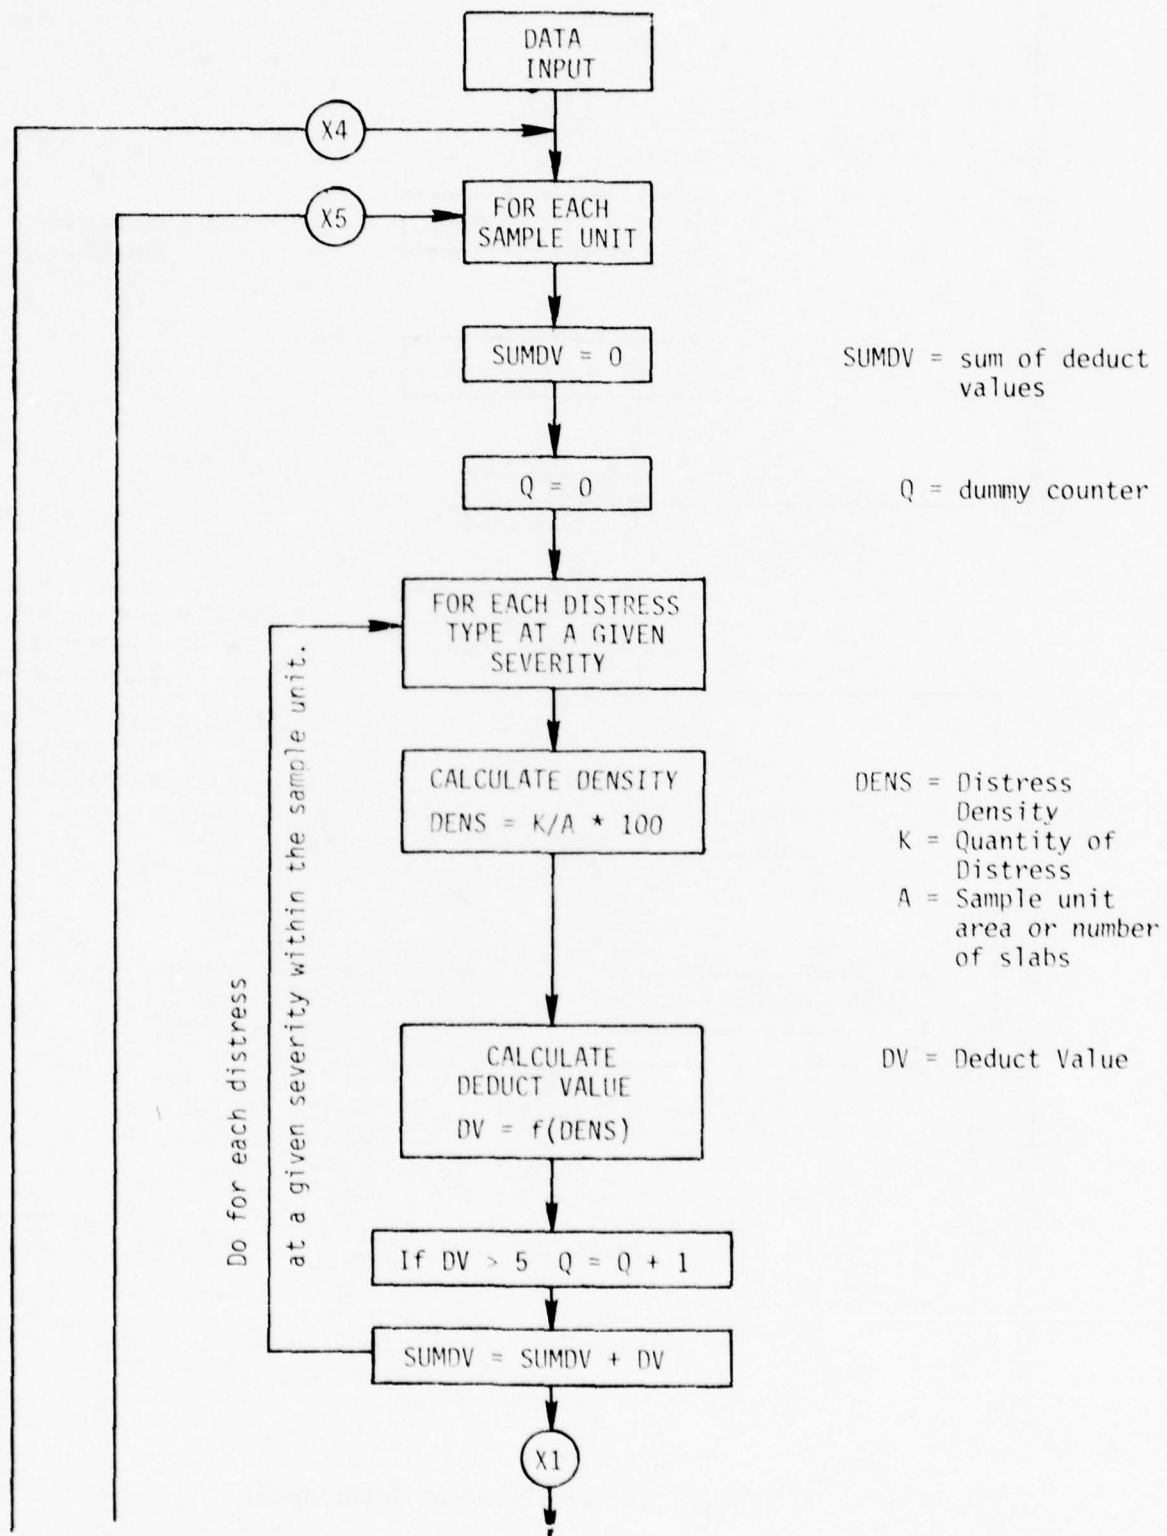 DATA
INPUT
X4
X5
FOR EACH
SAMPLE UNIT
SUMDV = 0
SUMDV = sum of deduct
values
Q = 0
Q = dummy counter
FOR EACH DISTRESS
TYPE AT A GIVEN
SEVERITY
CALCULATE DENSITY
DENS = K/A * 100
DENS = Distress
Density
K = Quantity of
Distress
A = Sample unit
area or number
of slabs
Do for each distress
at a given severity within the sample unit.
CALCULATE
DEDUCT VALUE
DV = f(DENS)
DV = Deduct Value
If DV > 5 Q = Q + 1
SUMDV = SUMDV + DV
X1